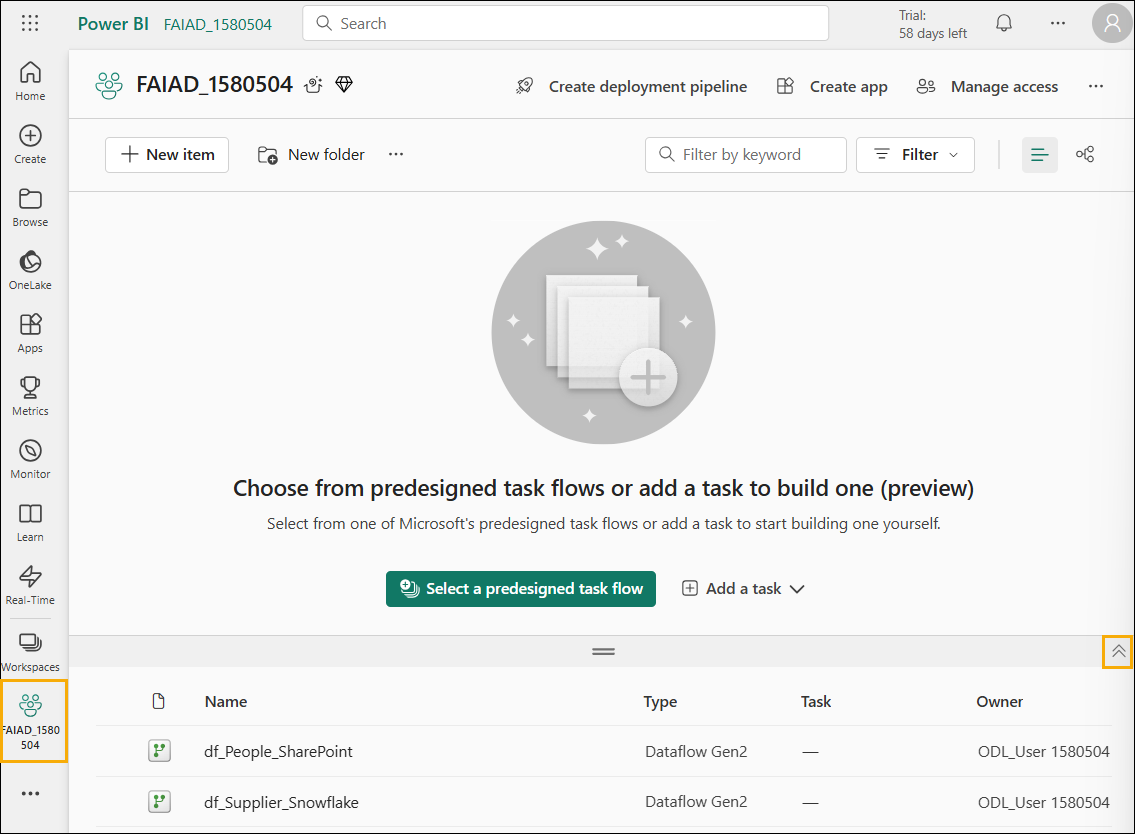 Power BI FAIAD_1580504
Search
Trial:
58 days left
Home
Create
Browse
OneLake
Apps
Metrics
Monitor
Learn
Real-Time
Workspaces
FAIAD_1580
504
FAIAD_1580504
Create deployment pipeline
Create app
Manage access
New item
New folder
Filter by keyword
Filter
Choose from predesigned task flows or add a task to build one (preview)
Select from one of Microsoft's predesigned task flows or add a task to start building one yourself.
Select a predesigned task flow
Add a task
Name Type Task Owner
df_People_SharePoint Dataflow Gen2 — ODL_User 1580504
df_Supplier_Snowflake Dataflow Gen2 — ODL_User 1580504